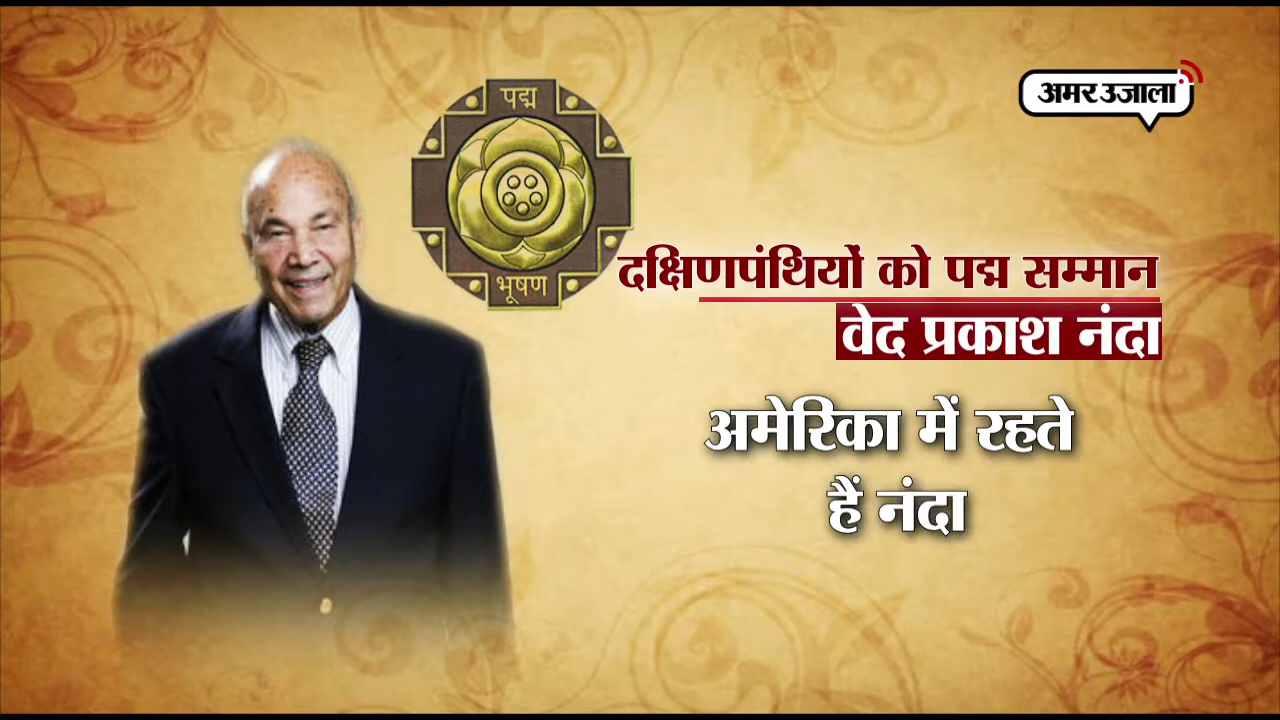 अमर उजाला
पद्म
भूषण
दक्षिणपंथियों को पद्म सम्मान
वेद प्रकाश नंदा
अमेरिका में रहते
हैं नंदा